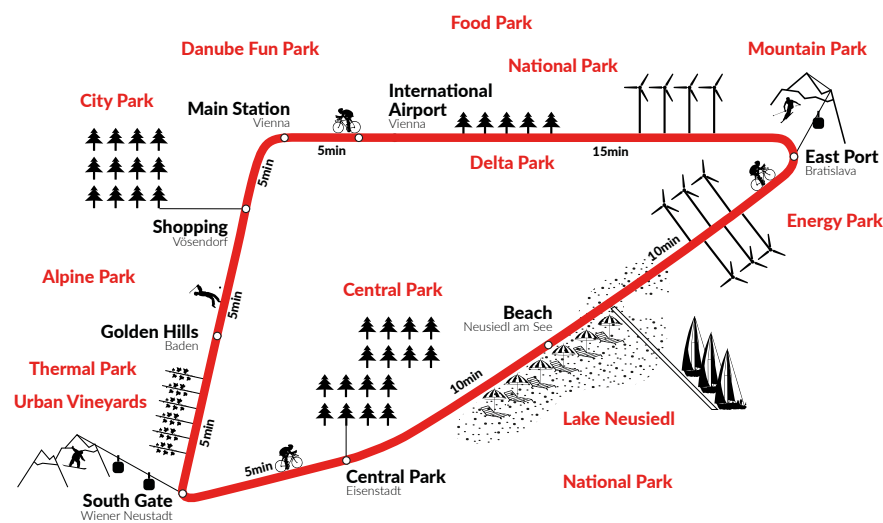 Food Park
Danube Fun Park
Mountain Park
National Park
City Park
International
Airport
Vienna
Main Station
Vienna
5min
15min
East Port
Bratislava
Delta Park
5min
Shopping
Vösendorf
Energy Park
10min
Alpine Park
5min
Central Park
Golden Hills
Baden
Beach
Neusiedl am See
Thermal Park
10min
Urban Vineyards
Lake Neusiedl
5min
5min
Central Park
Eisenstadt
National Park
South Gate
Wiener Neustadt